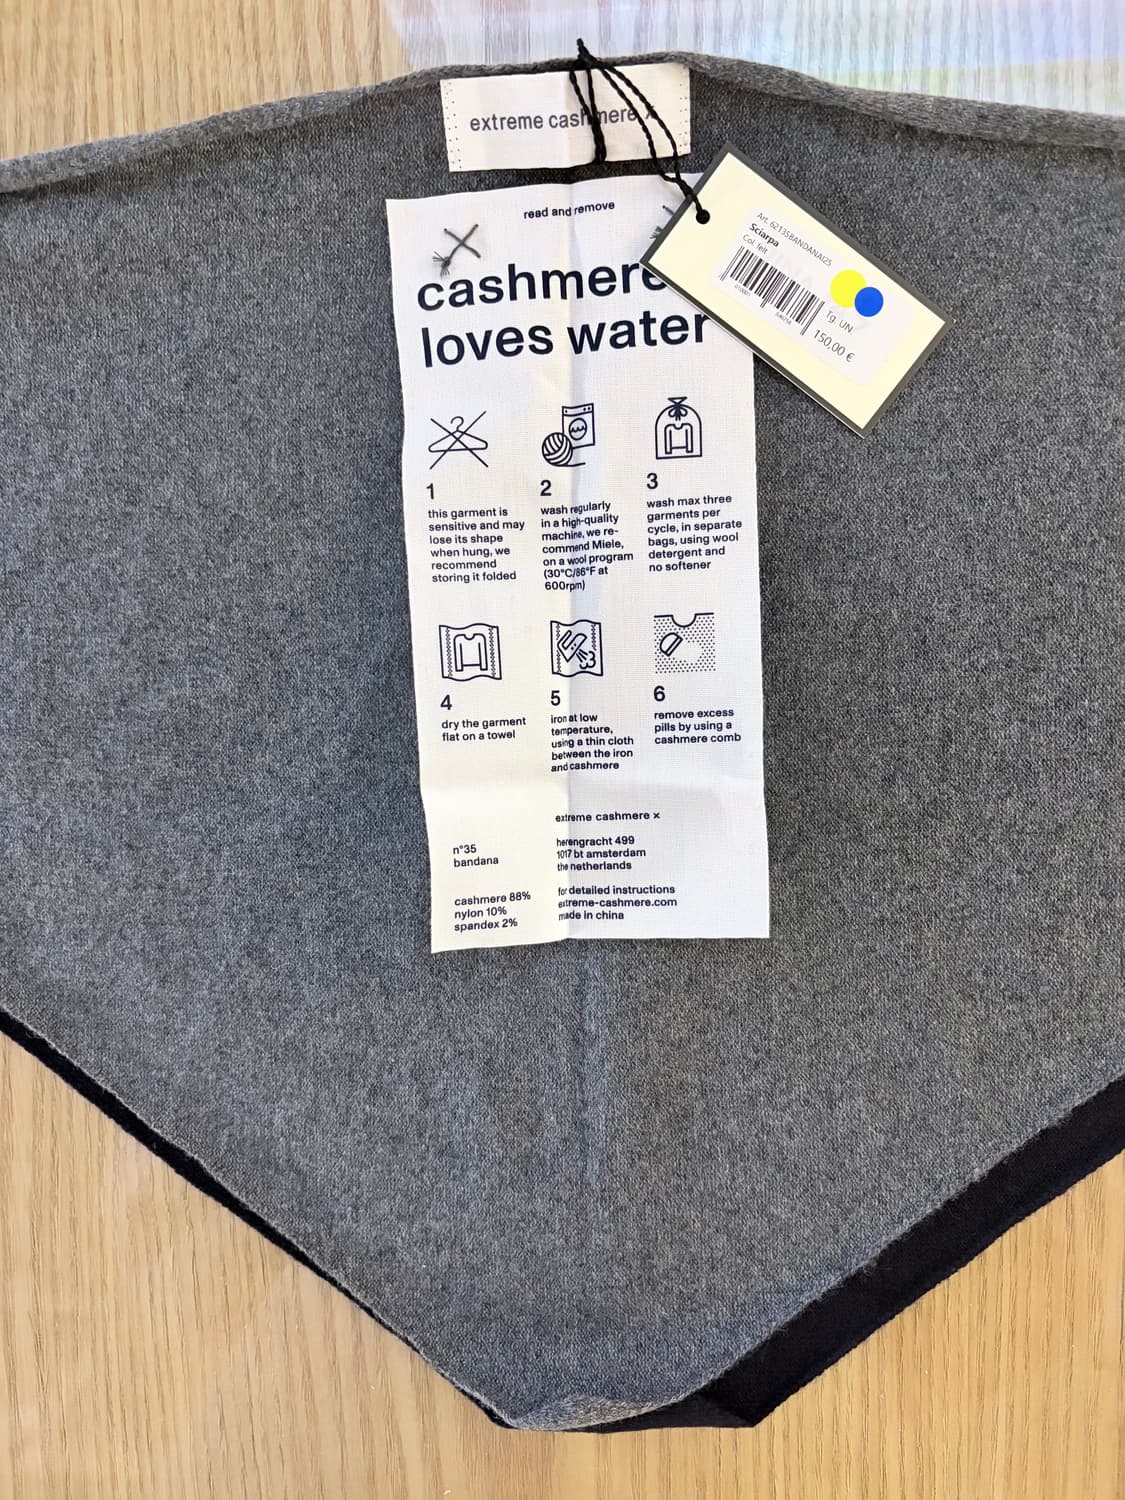 extreme cashmere x
read and remove
cashmere
loves water
1
this garment is
sensitive and may
lose its shape
when hung, we
recommend
storing it folded
2
wash regularly
in a high-quality
machine, we re-
commend Miele,
on a wool program
(30°C/86°F at
600rpm)
3
wash max three
garments per
cycle, in separate
bags, using wool
detergent and
no softener
4
dry the garment
flat on a towel
5
iron at low
temperature,
using a thin cloth
between the iron
and cashmere
6
remove excess
pills by using a
cashmere comb
n°35
bandana
cashmere 88%
nylon 10%
spandex 2%
extreme cashmere x
herengracht 499
1017 bt amsterdam
the netherlands
for detailed instructions
extreme-cashmere.com
made in china
Art. 62135BANDANAI25
Sciarpa
Col. felt
Tg. UN
150,00 €